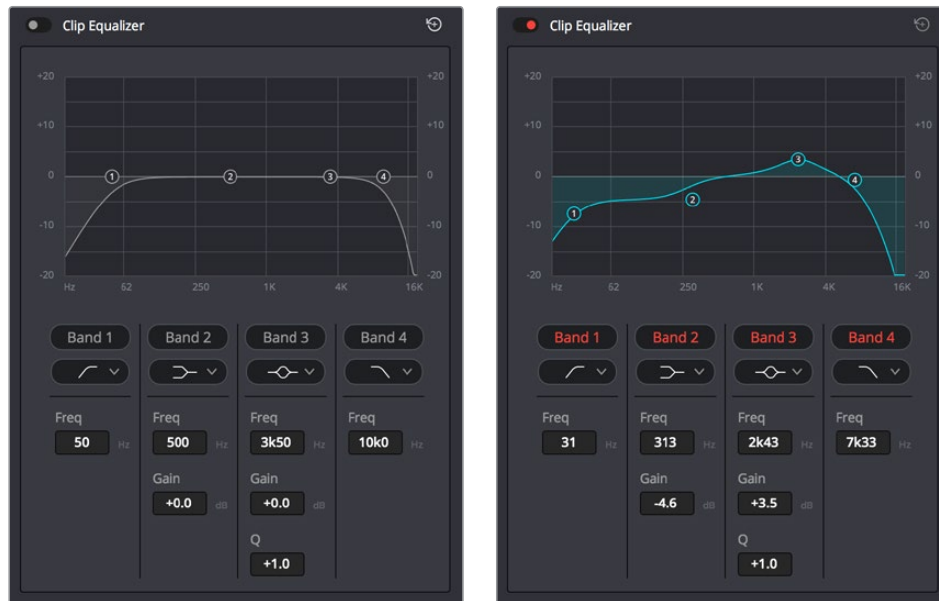 Clip Equalizer
+20 +20
+10 +10
0 0
-10 -10
-20 -20
Hz 62 250 1K 4K 16K
1 2 3 4
Band 1 Band 2 Band 3 Band 4
Freq Freq Freq Freq
50 Hz 500 Hz 3k50 Hz 10k0 Hz
Gain Gain
+0.0 dB +0.0 dB
Q
+1.0
Clip Equalizer
+20 +20
+10 +10
0 0
-10 -10
-20 -20
Hz 62 250 1K 4K 16K
1 2 3 4
Band 1 Band 2 Band 3 Band 4
Freq Freq Freq Freq
31 Hz 313 Hz 2k43 Hz 7k33 Hz
Gain Gain
-4.6 dB +3.5 dB
Q
+1.0